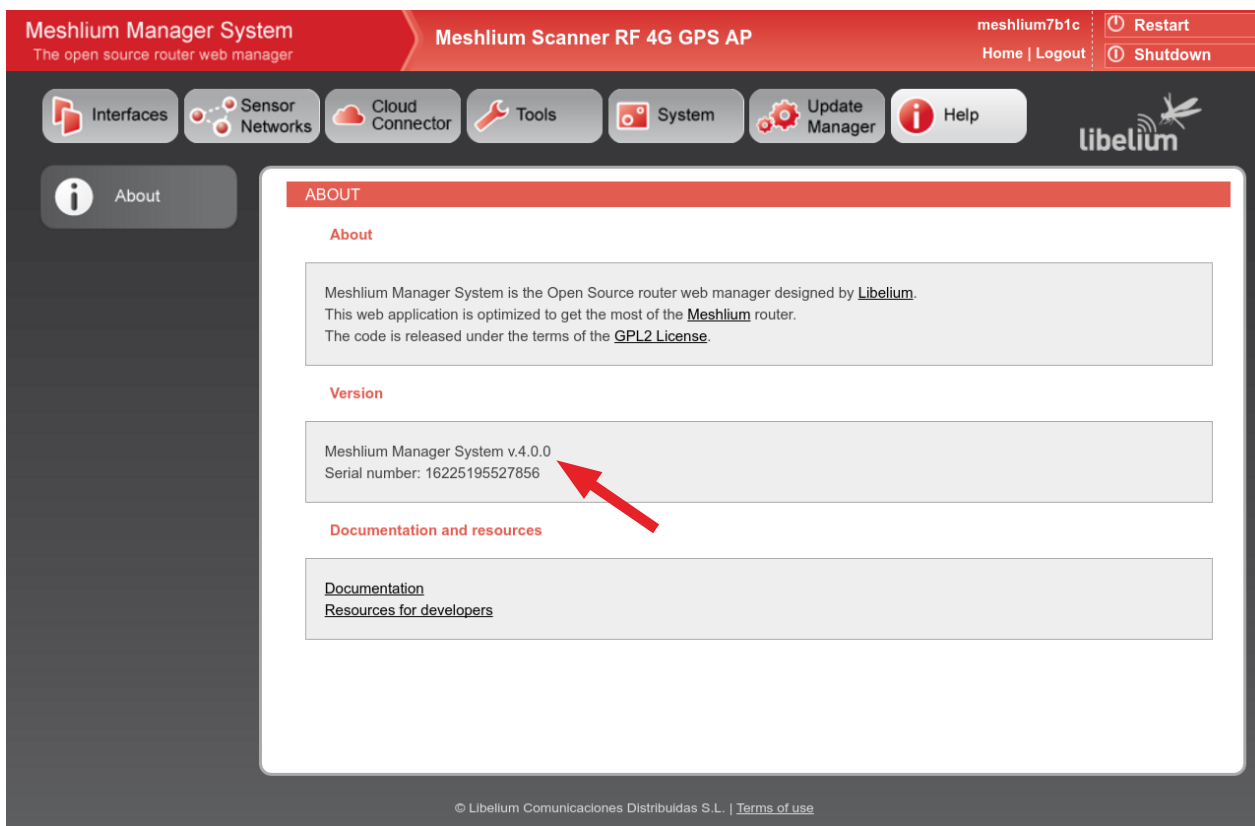 Meshlium Manager System
The open source router web manager
Meshlium Scanner RF 4G GPS AP
meshlium7b1c
Home | Logout
Restart
Shutdown
Interfaces
Sensor
Networks
Cloud
Connector
Tools
System
Update
Manager
Help
libelium
About
ABOUT
About
Meshlium Manager System is the Open Source router web manager designed by Libelium.
This web application is optimized to get the most of the Meshlium router.
The code is released under the terms of the GPL2 License.
Version
Meshlium Manager System v.4.0.0
Serial number: 16225195527856
Documentation and resources
Documentation
Resources for developers
© Libelium Comunicaciones Distribuidas S.L. | Terms of use